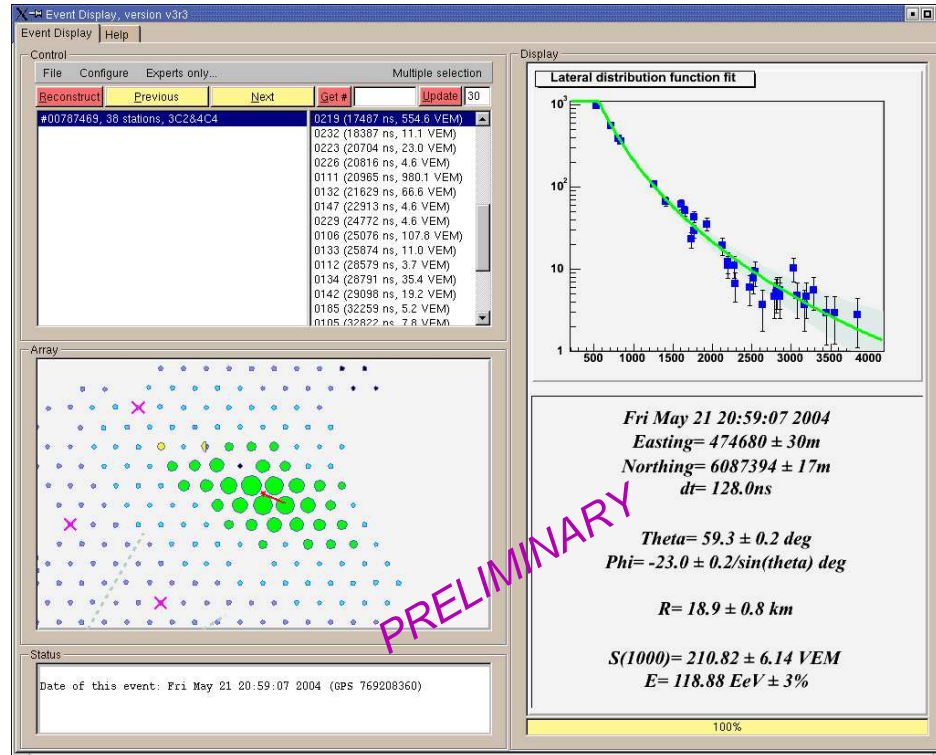 Event Display, version v3r3
Event Display Help
Control
File Configure Experts only... Multiple selection
Reconstruct Previous Next Get # Update 30
#00787469, 38 stations, 3C2&4C4
0219 (17487 ns, 554.6 VEM)
0232 (18387 ns, 11.1 VEM)
0223 (20704 ns, 23.0 VEM)
0226 (20816 ns, 4.6 VEM)
0111 (20965 ns, 980.1 VEM)
0132 (21629 ns, 66.6 VEM)
0147 (22913 ns, 4.6 VEM)
0229 (24772 ns, 4.6 VEM)
0106 (25076 ns, 107.8 VEM)
0133 (25874 ns, 11.0 VEM)
0112 (28579 ns, 3.7 VEM)
0134 (28791 ns, 35.4 VEM)
0142 (29098 ns, 19.2 VEM)
0185 (32259 ns, 5.2 VEM)
0105 (32822 ns, 7.8 VEM)
Array
Status
Date of this event: Fri May 21 20:59:07 2004 (GPS 769208360)
Display
Lateral distribution function fit
10³
10²
10
1
500 1000 1500 2000 2500 3000 3500 4000
Fri May 21 20:59:07 2004
Easting= 474680 ± 30m
Northing= 6087394 ± 17m
dt= 128.0ns
Theta= 59.3 ± 0.2 deg
Phi= -23.0 ± 0.2/sin(theta) deg
R= 18.9 ± 0.8 km
S(1000)= 210.82 ± 6.14 VEM
E= 118.88 EeV ± 3%
100%
PRELIMINARY